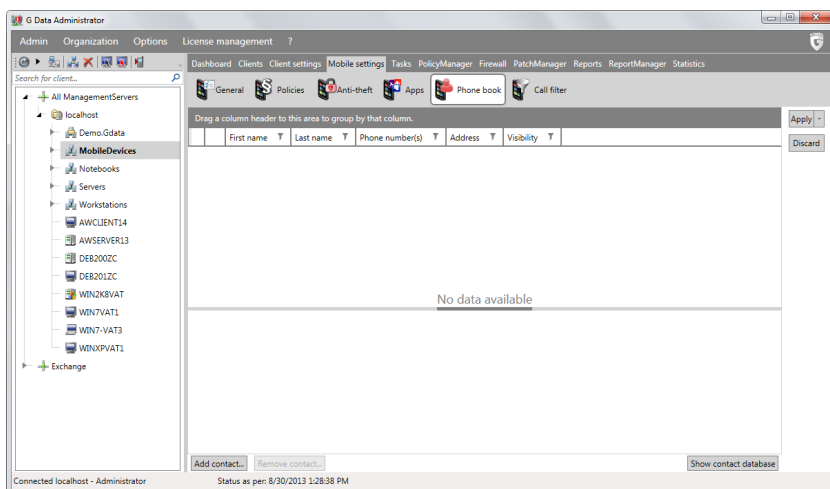 G Data Administrator
Admin Organization Options License management ?
Search for client...
Dashboard Clients Client settings Mobile settings Tasks PolicyManager Firewall PatchManager Reports ReportManager Statistics
General Policies Anti-theft Apps Phone book Call filter
All ManagementServers
localhost
Demo.Gdata
MobileDevices
Notebooks
Servers
Workstations
AWCLIENT14
AWSERVER13
DEB200ZC
DEB201ZC
WIN2K8VAT
WIN7VAT1
WIN7-VAT3
WINXPVAT1
Exchange
Drag a column header to this area to group by that column.
First name Last name Phone number(s) Address Visibility
No data available
Apply
Discard
Add contact... Remove contact... Show contact database
Connected localhost - Administrator Status as per: 8/30/2013 1:28:38 PM